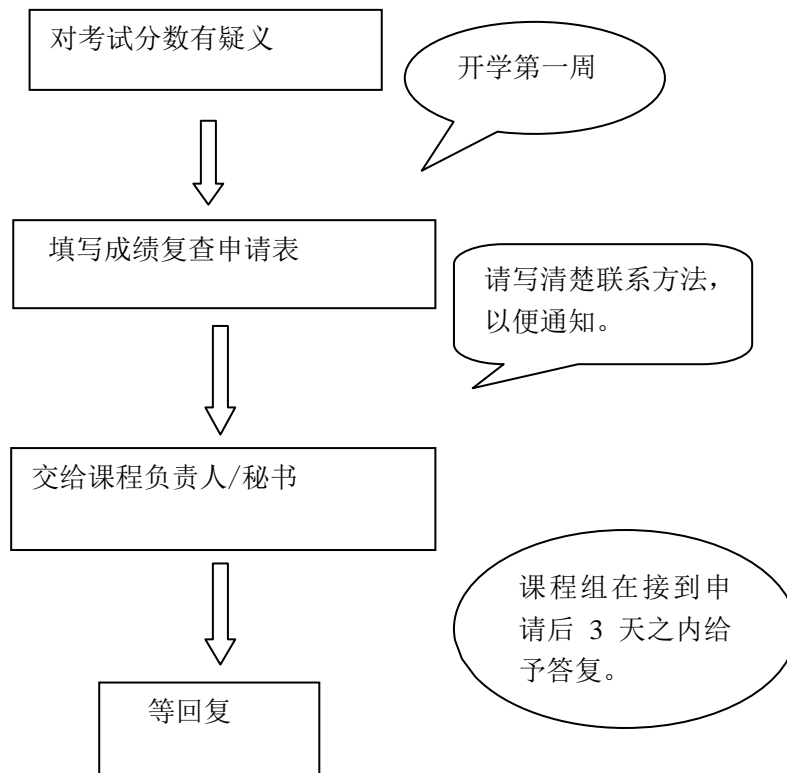 对考试分数有疑义
开学第一周
填写成绩复查申请表
请写清楚联系方法，
以便通知。
交给课程负责人/秘书
课程组在接到申
请后 3 天之内给
予答复。
等回复